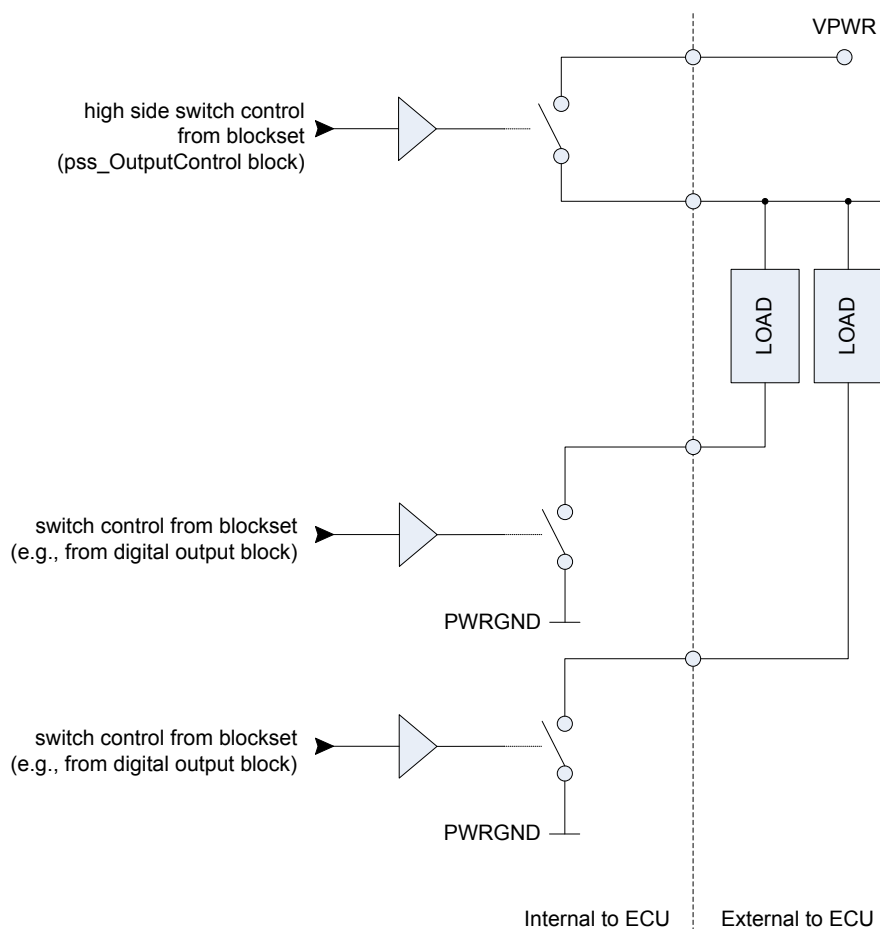 VPWR
high side switch control
from blockset
(pss_OutputControl block)
LOAD
LOAD
switch control from blockset
(e.g., from digital output block)
PWRGND
switch control from blockset
(e.g., from digital output block)
PWRGND
Internal to ECU
External to ECU